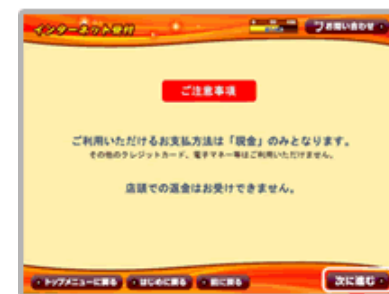 インターネット受付
お問い合わせ
ご注意事項
ご利用いただけるお支払方法は「現金」のみとなります。
その他のクレジットカード、電子マネー等はご利用いただけません。
店頭での返金はお受けできません。
トップメニューに戻る
はじめに戻る
前に戻る
次に進む